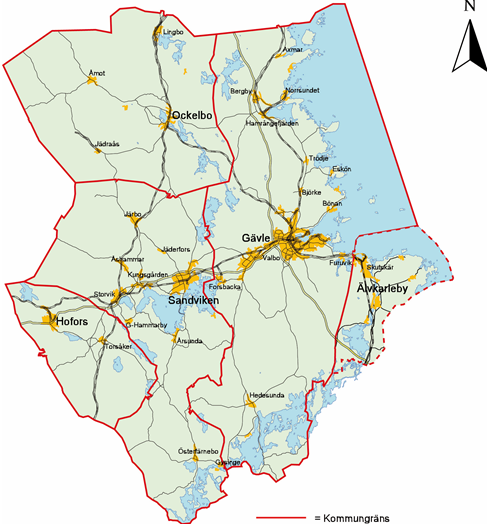 N
Lingbo
Axmar
Åmot
Bergby
Norrsundet
Ockelbo
Hamrångefjärden
Jädraås
Trödje
Eskön
Björke
Bönan
Järbo
Gävle
Jäderfors
Valbo
Åshammar
Furuvik
Skutskär
Kungsgården
Forsbacka
Älvkarleby
Storvik
Sandviken
Hofors
G-Hammarby
Torsåker
Årsunda
Hedesunda
Österfärnebo
Gysinge
= Kommungräns